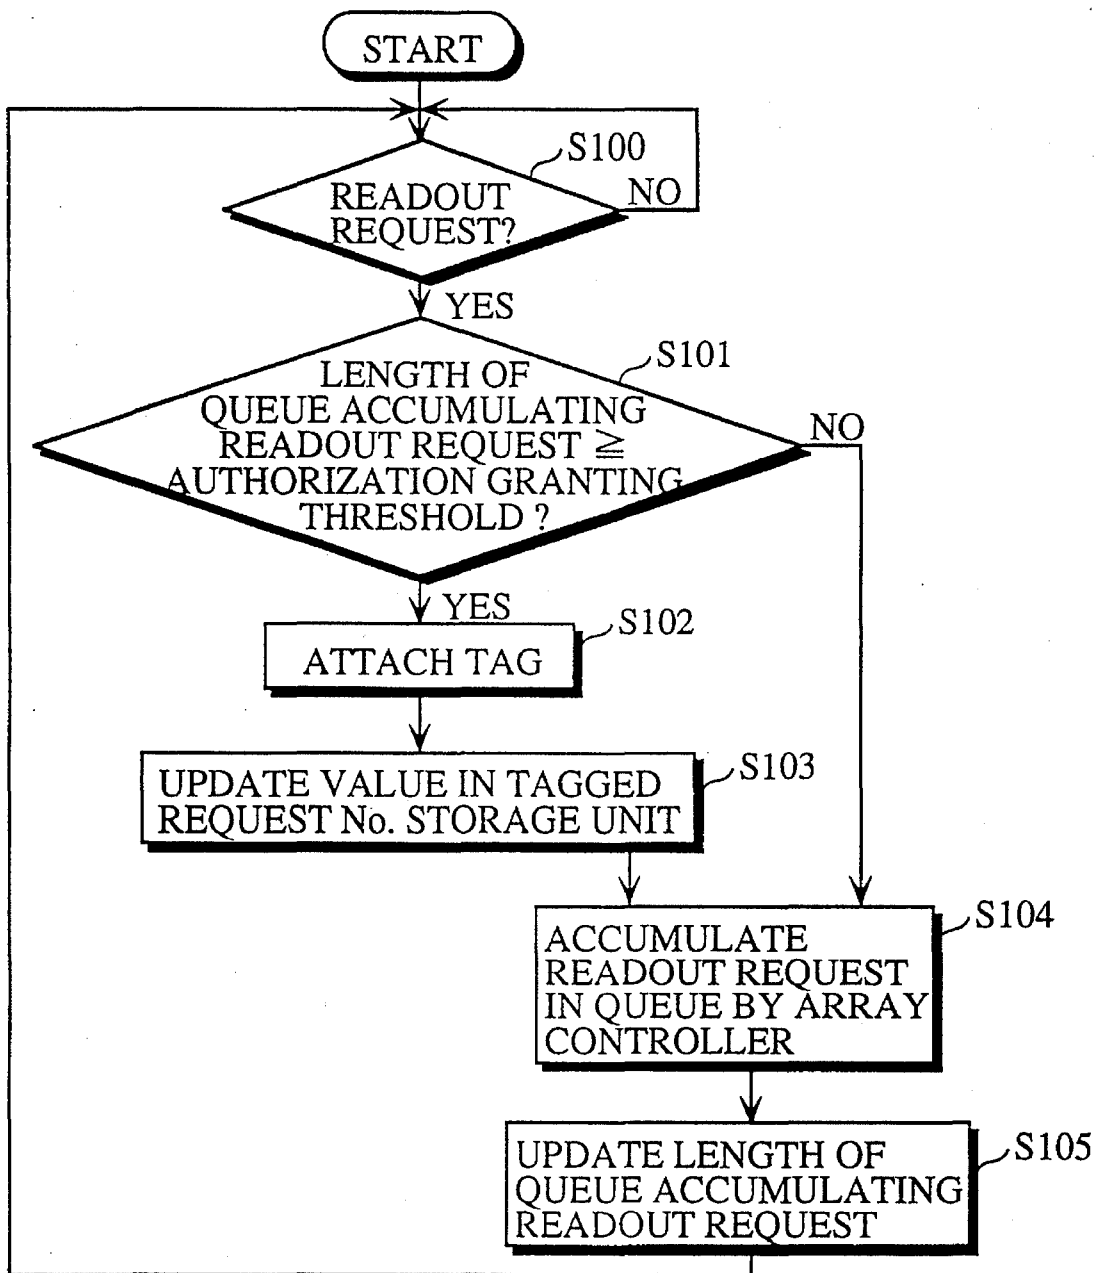 START
S100
READOUT
REQUEST?
NO
YES
S101
LENGTH OF
QUEUE ACCUMULATING
READOUT REQUEST ≧
AUTHORIZATION GRANTING
THRESHOLD ?
NO
YES
S102
ATTACH TAG
S103
UPDATE VALUE IN TAGGED
REQUEST No. STORAGE UNIT
S104
ACCUMULATE
READOUT REQUEST
IN QUEUE BY ARRAY
CONTROLLER
S105
UPDATE LENGTH OF
QUEUE ACCUMULATING
READOUT REQUEST